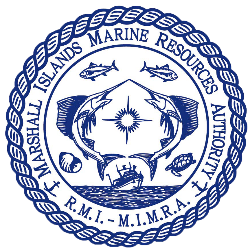 MARSHALL ISLANDS MARINE RESOURCES AUTHORITY
R.M.I. - M.I.M.R.A.